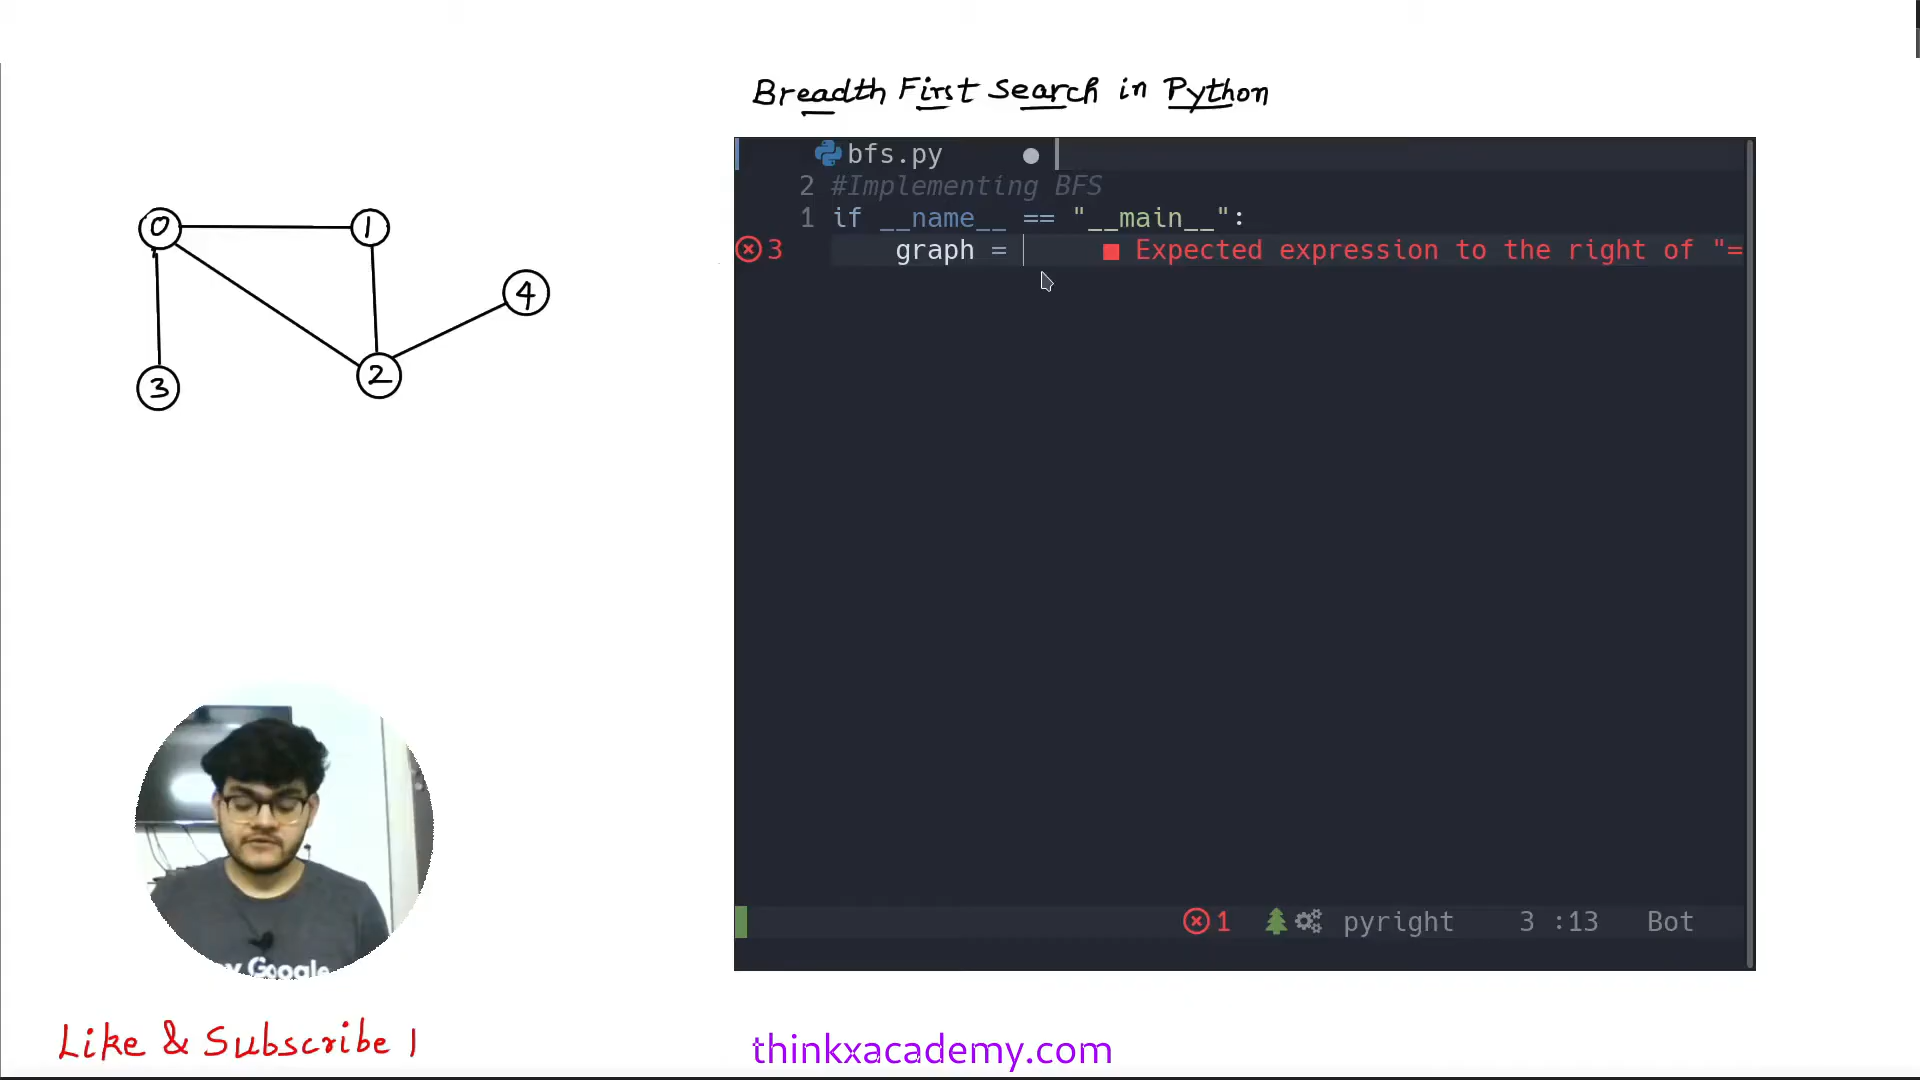 Breadth First Search in Python
bfs.py
2 #Implementing BFS
1 if __name__ == "__main__":
3 graph = Expected expression to the right of "=
0
1
4
3
2
1 pyright 3 :13 Bot
Google
Like & Subscribe !
thinkxacademy.com